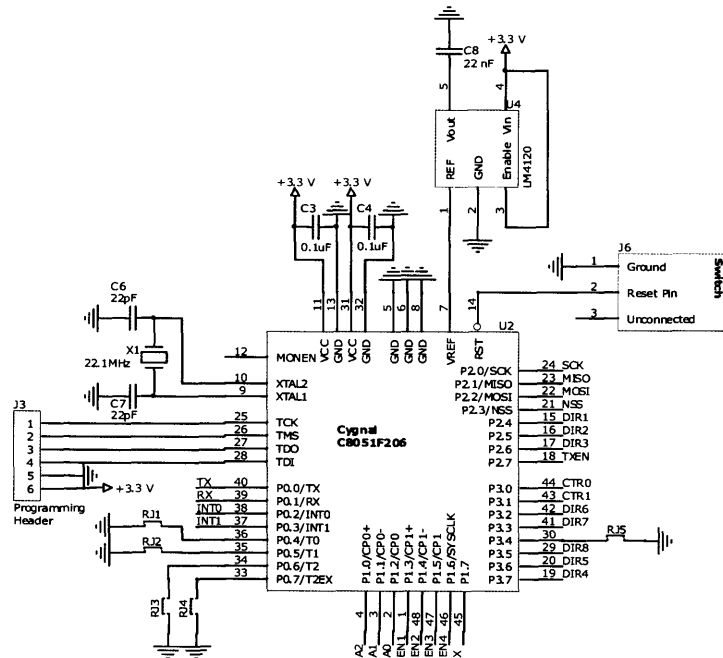 C8
22 nF
+3.3 V
5
4
U4
Vout
Vin
REF
GND
Enable
LM4120
1
2
3
+3.3 V
+3.3 V
C3
0.1uF
C4
0.1uF
J6
Switch
1 Ground
2 Reset Pin
3 Unconnected
C6
22pF
X1
22.1MHz
C7
22pF
11
13
31
32
5
6
8
7
14
VCC
GND
VCC
GND
VREF
RST
U2
Cygnal
C8051F206
12 MONEN
10 XTAL2
9 XTAL1
25 TCK
26 TMS
27 TDO
28 TDI
J3
1
2
3
4
5
6
+3.3 V
Programming
Header
TX 40 P0.0/TX
RX 39 P0.1/RX
INT0 38 P0.2/INT0
INT1 37 P0.3/INT1
RJ1 36 P0.4/T0
RJ2 35 P0.5/T1
34 P0.6/T2
33 P0.7/T2EX
RJ3
RJ4
P2.0/SCK 24 SCK
P2.1/MISO 23 MISO
P2.2/MOSI 22 MOSI
P2.3/NSS 21 NSS
P2.4 15 DIR1
P2.5 16 DIR2
P2.6 17 DIR3
P2.7 18 TXEN
P3.0 44 CTR0
P3.1 43 CTR1
P3.2 42 DIR6
P3.3 41 DIR7
P3.4 30 RJ5
P3.5 29 DIR8
P3.6 20 DIR5
P3.7 19 DIR4
P1.0/CP0+ 4 A2
P1.1/CP0- 3 A1
P1.2/CP0 2 A0
P1.3/CP1+ 1 EN1
P1.4/CP1- 48 EN2
P1.5/CP1 47 EN3
P1.6/SYSCLK 46 EN4
P1.7 45 X